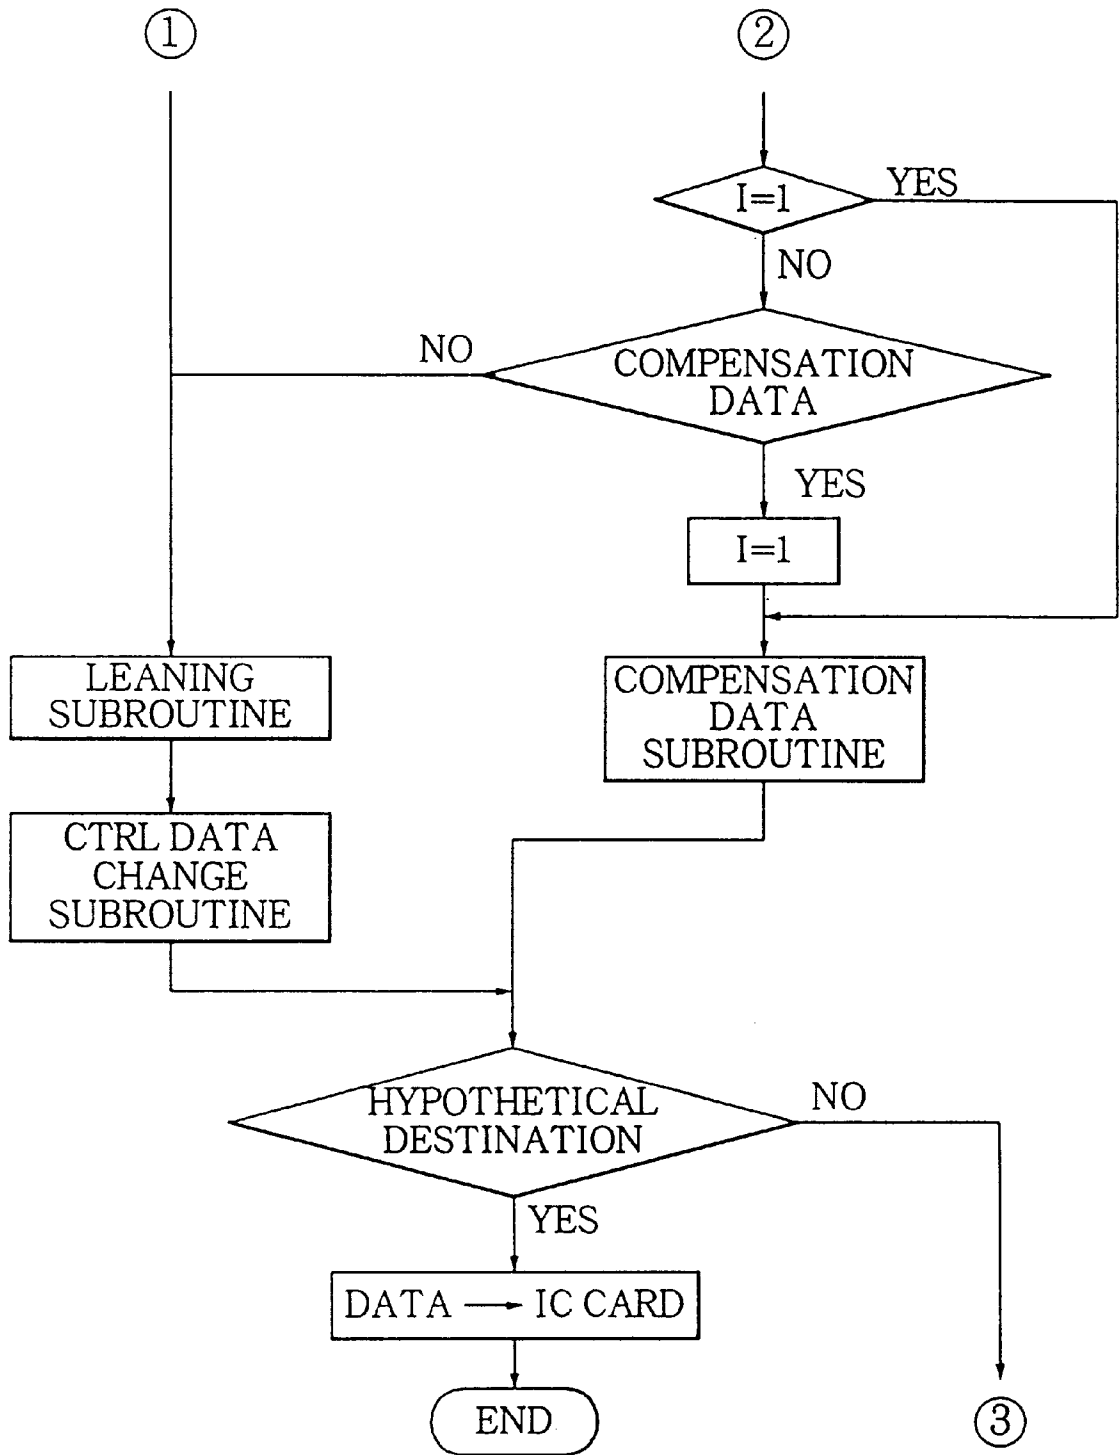 ①
②
I=1
YES
NO
NO
COMPENSATION
DATA
YES
I=1
LEANING
SUBROUTINE
COMPENSATION
DATA
SUBROUTINE
CTRL DATA
CHANGE
SUBROUTINE
HYPOTHETICAL
DESTINATION
NO
YES
DATA → IC CARD
END
③